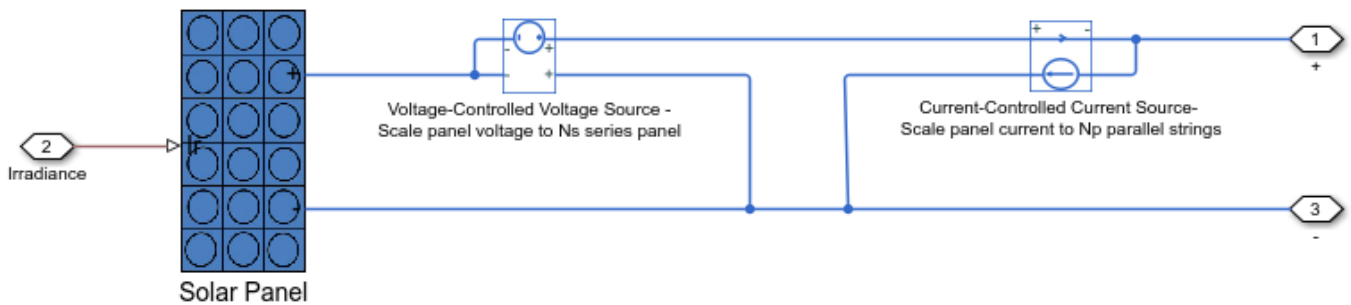 2
Irradiance
+
Ir
-
Solar Panel
-
+
-
+
Voltage-Controlled Voltage Source -
Scale panel voltage to Ns series panel
+
-
Current-Controlled Current Source-
Scale panel current to Np parallel strings
1
+
3
-